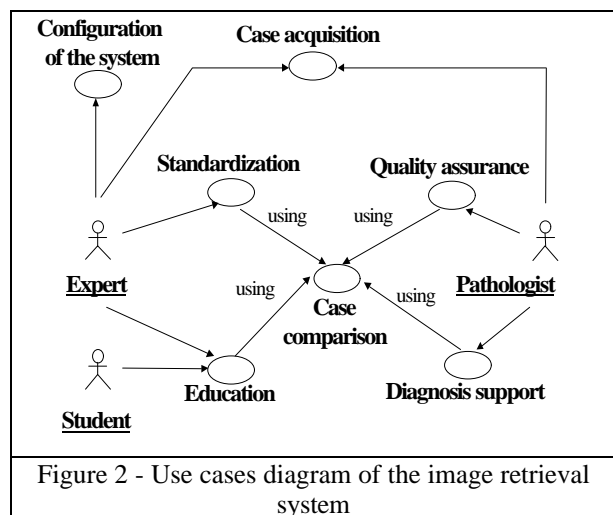 Configuration
of the system
Case acquisition
Standardization
Quality assurance
using
using
Expert
Pathologist
using
Case
comparison
using
Student
Education
Diagnosis support
Figure 2 - Use cases diagram of the image retrieval
system